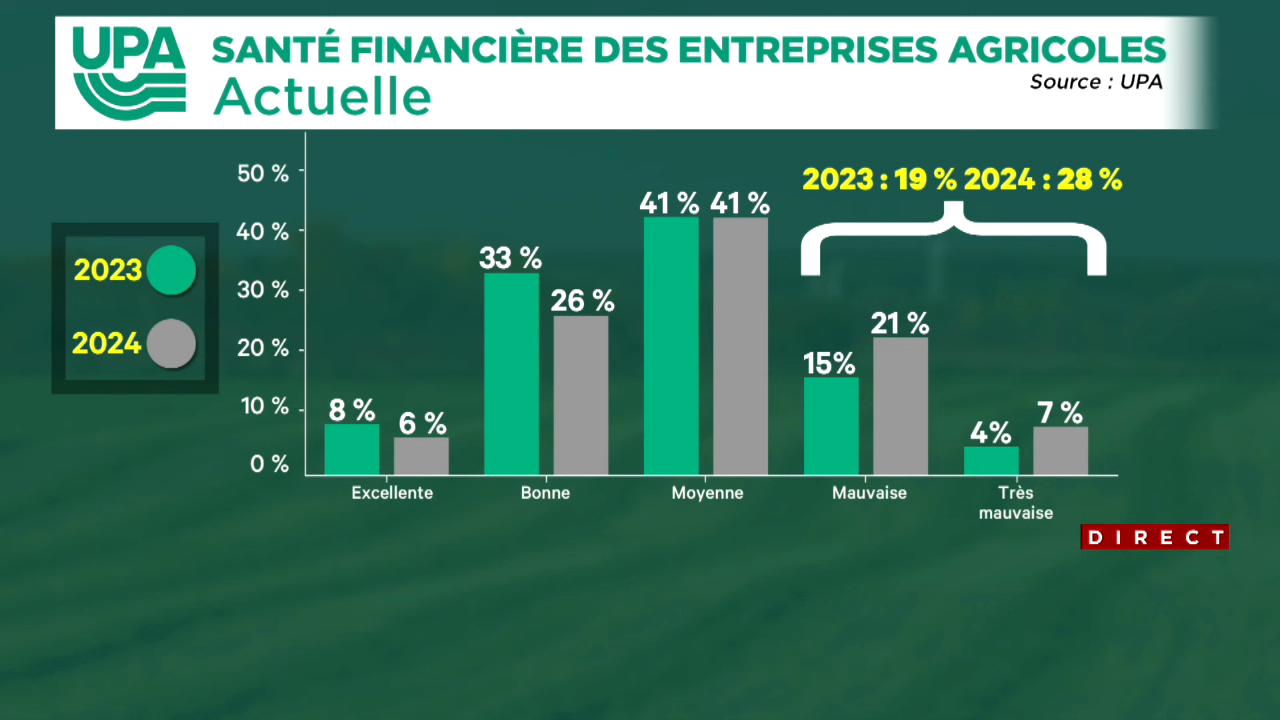 UPA
SANTÉ FINANCIÈRE DES ENTREPRISES AGRICOLES
Actuelle
Source : UPA
2023
2024
50 %
40 %
30 %
20 %
10 %
0 %
2023 : 19 % 2024 : 28 %
8 %
6 %
33 %
26 %
41 %
41 %
15%
21 %
4%
7 %
Excellente
Bonne
Moyenne
Mauvaise
Très
mauvaise
DIRECT